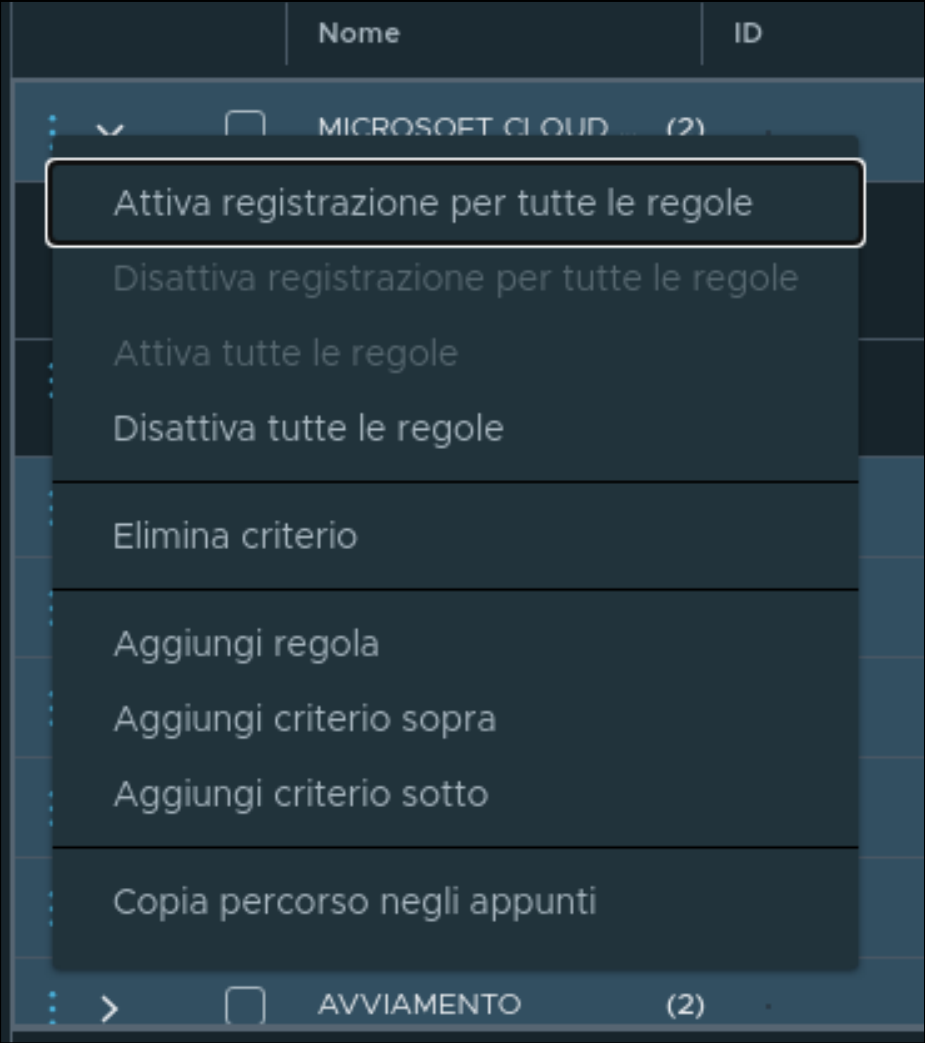 Nome ID
MICROSOFT CLOUD ... (2)
Attiva registrazione per tutte le regole
Disattiva registrazione per tutte le regole
Attiva tutte le regole
Disattiva tutte le regole
Elimina criterio
Aggiungi regola
Aggiungi criterio sopra
Aggiungi criterio sotto
Copia percorso negli appunti
AVVIAMENTO (2)